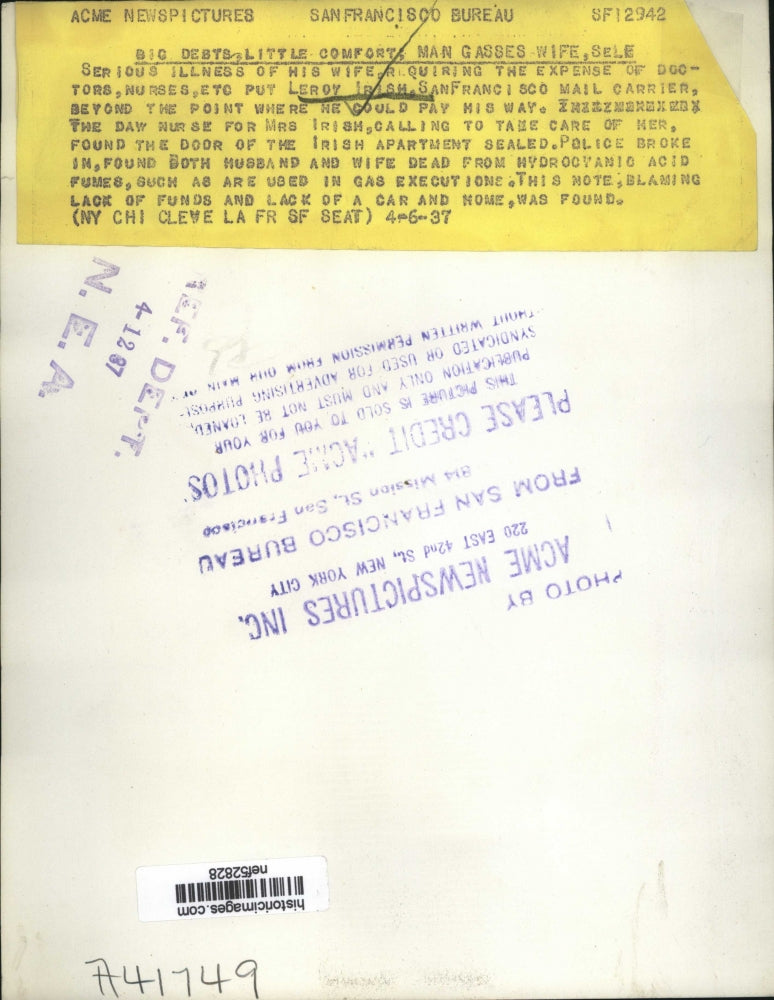 ACME NEWSPICTURES SANFRANCISCO BUREAU SF12942
BIG DEBTS, LITTLE COMFORT, MAN GASSES WIFE, SELF
SERIOUS ILLNESS OF HIS WIFE, R QUIRING THE EXPENSE OF DOC-
TORS, NURSES, ETC PUT LEROY IRISH, SANFRANCISCO MAIL CARRIER,
BEYOND THE POINT WHERE HE COULD PAY HIS WAY.
THE DAY NURSE FOR MRS IRISH, CALLING TO TAKE CARE OF HER,
FOUND THE DOOR OF THE IRISH APARTMENT SEALED. POLICE BROKE
IN, FOUND BOTH HUSBAND AND WIFE DEAD FROM HYDROCYANIC ACID
FUMES, SUCH AS ARE USED IN GAS EXECUTIONS. THIS NOTE, BLAMING
LACK OF FUNDS AND LACK OF A CAR AND HOME, WAS FOUND.
(NY CHI CLEVE LA FR SF SEAT) 4-6-37
REF. DEPT.
4-12 37
N. E. A.
PHOTO BY
ACME NEWSPICTURES INC.
220 EAST 42nd St., NEW YORK CITY
FROM SAN FRANCISCO BUREAU
814 Mission St., San Francisco
PLEASE CREDIT "ACME PHOTOS
THIS PICTURE IS SOLD TO YOU FOR YOUR
PUBLICATION ONLY AND MUST NOT BE LOANED,
SYNDICATED OR USED FOR ADVERTISING PURPOSE
THOUT WRITTEN PERMISSION FROM OUR MAIN
historicimages.com
nef52828
A41749